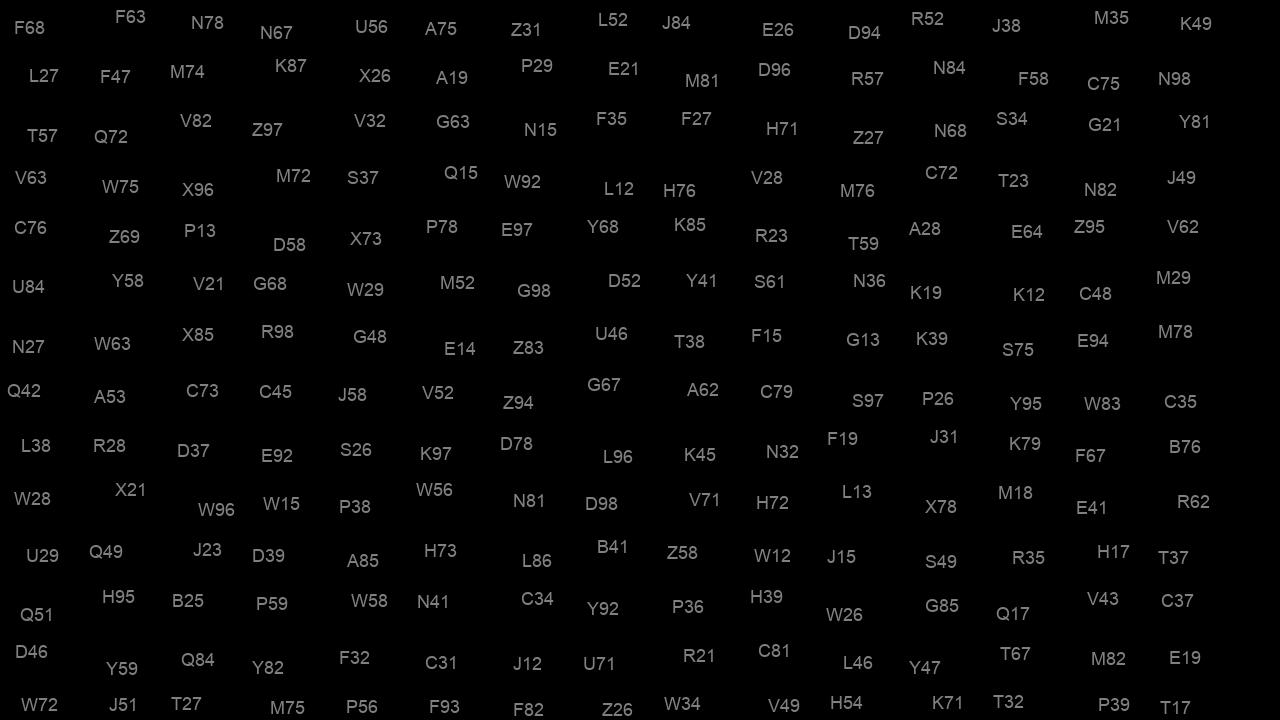 F68 F63 N78 N67 U56 A75 Z31 L52 J84 E26 D94 R52 J38 M35 K49
L27 F47 M74 K87 X26 A19 P29 E21 M81 D96 R57 N84 F58 C75 N98
T57 Q72 V82 Z97 V32 G63 N15 F35 F27 H71 Z27 N68 S34 G21 Y81
V63 W75 X96 M72 S37 Q15 W92 L12 H76 V28 M76 C72 T23 N82 J49
C76 Z69 P13 D58 X73 P78 E97 Y68 K85 R23 T59 A28 E64 Z95 V62
U84 Y58 V21 G68 W29 M52 G98 D52 Y41 S61 N36 K19 K12 C48 M29
N27 W63 X85 R98 G48 E14 Z83 U46 T38 F15 G13 K39 S75 E94 M78
Q42 A53 C73 C45 J58 V52 Z94 G67 A62 C79 S97 P26 Y95 W83 C35
L38 R28 D37 E92 S26 K97 D78 L96 K45 N32 F19 J31 K79 F67 B76
W28 X21 W96 W15 P38 W56 N81 D98 V71 H72 L13 X78 M18 E41 R62
U29 Q49 J23 D39 A85 H73 L86 B41 Z58 W12 J15 S49 R35 H17 T37
Q51 H95 B25 P59 W58 N41 C34 Y92 P36 H39 W26 G85 Q17 V43 C37
D46 Y59 Q84 Y82 F32 C31 J12 U71 R21 C81 L46 Y47 T67 M82 E19
W72 J51 T27 M75 P56 F93 F82 Z26 W34 V49 H54 K71 T32 P39 T17